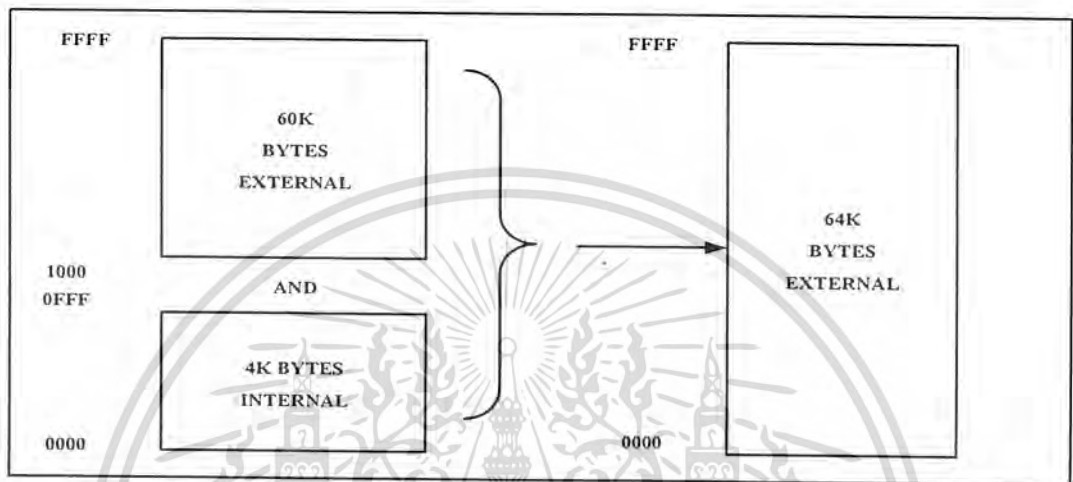 FFFF
60K
BYTES
EXTERNAL
1000
0FFF
AND
4K BYTES
INTERNAL
0000
FFFF
64K
BYTES
EXTERNAL
0000